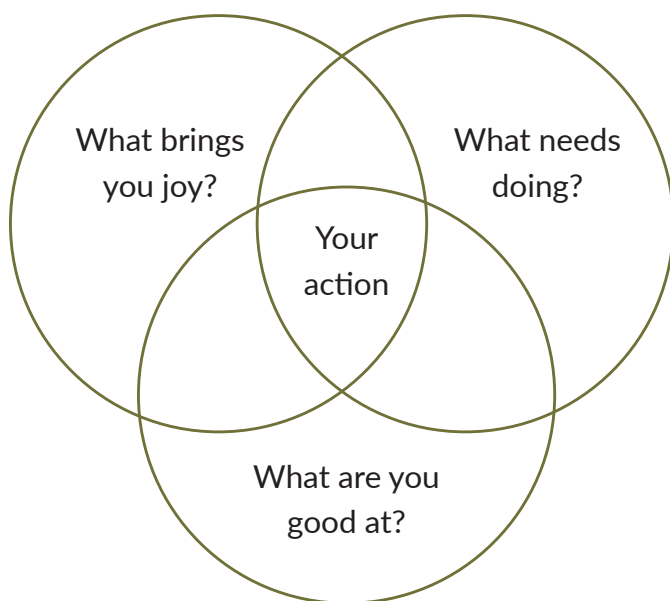 What brings
you joy?
What needs
doing?
Your
action
What are you
good at?